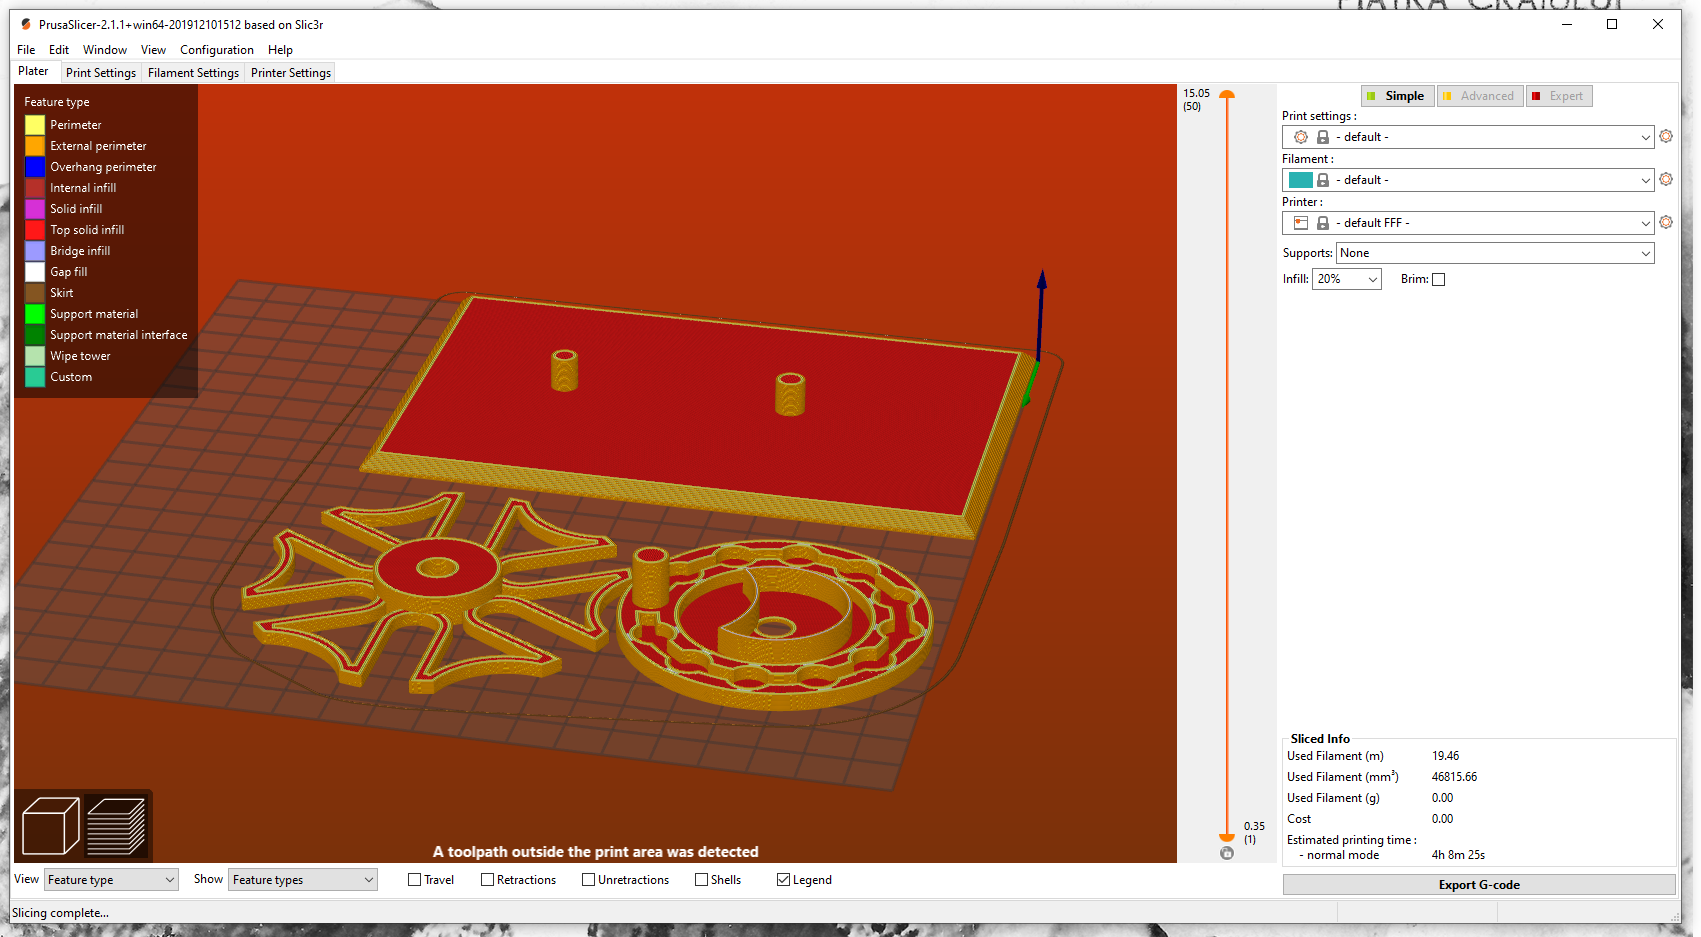 PIATRA CRAIULUI
PrusaSlicer-2.1.1+win64-201912101512 based on Slic3r
File Edit Window View Configuration Help
Plater Print Settings Filament Settings Printer Settings
Feature type
Perimeter
External perimeter
Overhang perimeter
Internal infill
Solid infill
Top solid infill
Bridge infill
Gap fill
Skirt
Support material
Support material interface
Wipe tower
Custom
A toolpath outside the print area was detected
15.05
(50)
0.35
(1)
Simple Advanced Expert
Print settings :
- default -
Filament :
- default -
Printer :
- default FFF -
Supports: None
Infill: 20% Brim:
Sliced Info
Used Filament (m) 19.46
Used Filament (mm³) 46815.66
Used Filament (g) 0.00
Cost 0.00
Estimated printing time :
- normal mode 4h 8m 25s
Export G-code
View Feature type Show Feature types Travel Retractions Unretractions Shells Legend
Slicing complete...